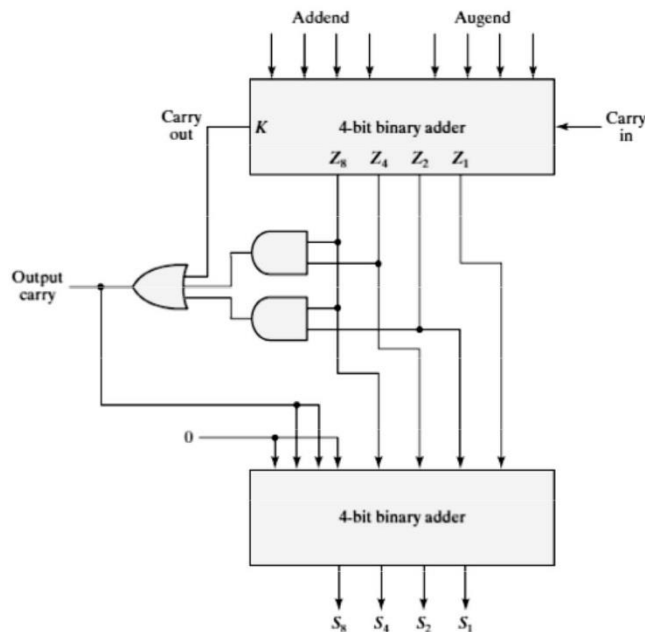 Addend Augend
Carry out
K
4-bit binary adder
Carry in
Z8 Z4 Z2 Z1
Output carry
0
4-bit binary adder
S8 S4 S2 S1